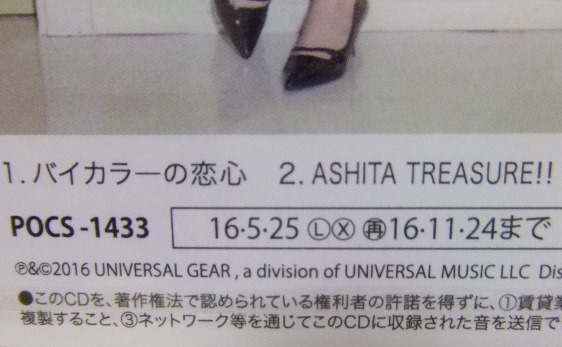 1. バイカラーの恋心　2. ASHITA TREASURE!!
POCS-1433 16·5·25 ⓁⓍ ㊞16·11·24まで
℗&©2016 UNIVERSAL GEAR, a division of UNIVERSAL MUSIC LLC Dis
●このCDを、著作権法で認められている権利者の許諾を得ずに、①賃貸業
複製すること、③ネットワーク等を通じてこのCDに収録された音を送信で